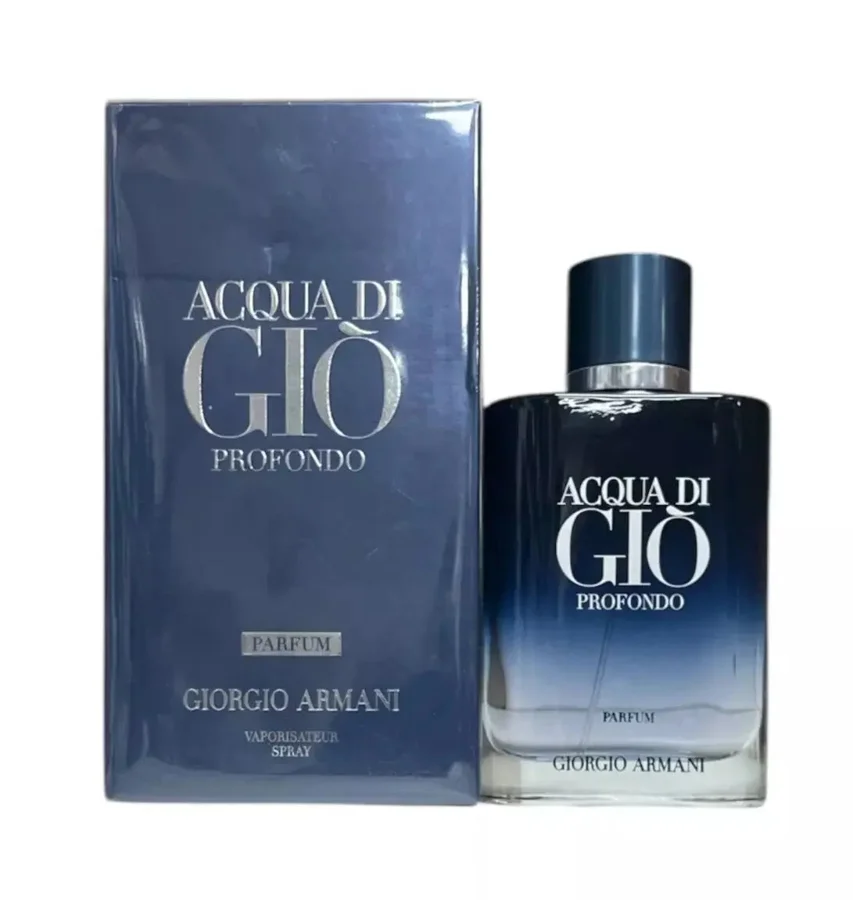 ACQUA DI
GIÒ
PROFONDO
PARFUM
GIORGIO ARMANI
VAPORISATEUR
SPRAY
ACQUA DI
GIÒ
PROFONDO
PARFUM
GIORGIO ARMANI